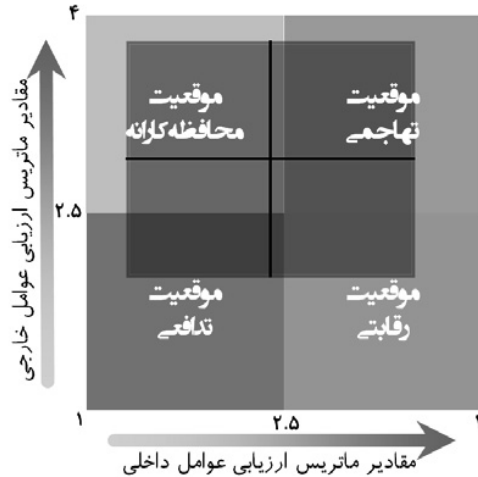 ۴
مقادیر ماتریس ارزیابی عوامل خارجی
موقعیت
تهاجمی
موقعیت
محافظه‌کارانه
۲.۵
موقعیت
رقابتی
موقعیت
تدافعی
۱
۲.۵
مقادیر ماتریس ارزیابی عوامل داخلی